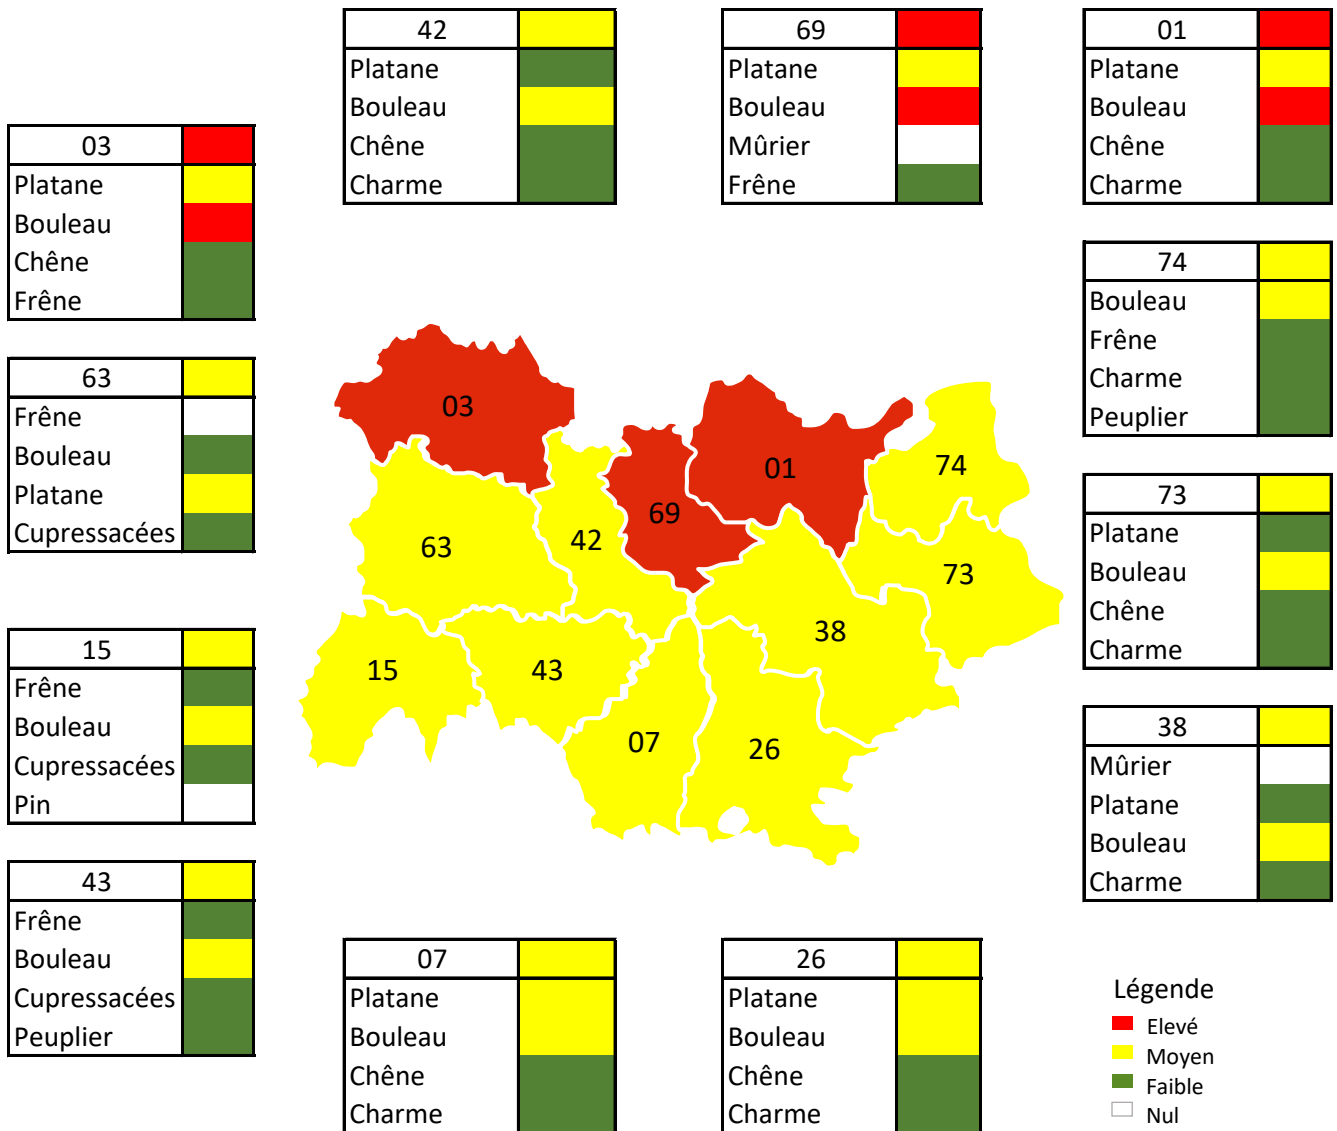 42
Platane
Bouleau
Chêne
Charme
69
Platane
Bouleau
Mûrier
Frêne
01
Platane
Bouleau
Chêne
Charme
03
Platane
Bouleau
Chêne
Frêne
74
Bouleau
Frêne
Charme
Peuplier
63
Frêne
Bouleau
Platane
Cupressacées
73
Platane
Bouleau
Chêne
Charme
15
Frêne
Bouleau
Cupressacées
Pin
38
Mûrier
Platane
Bouleau
Charme
43
Frêne
Bouleau
Cupressacées
Peuplier
03
01
74
69
42
63
73
38
15
43
07
26
07
Platane
Bouleau
Chêne
Charme
26
Platane
Bouleau
Chêne
Charme
Légende
Elevé
Moyen
Faible
Nul